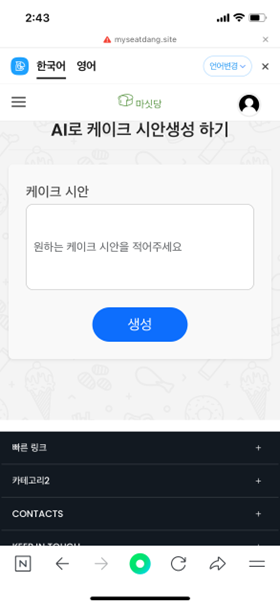 2:43
myseatdang.site
한국어 영어 언어변경
마싯당
AI로 케이크 시안생성 하기
케이크 시안
원하는 케이크 시안을 적어주세요
생성
빠른 링크
카테고리2
CONTACTS
KEEP IN TOUCH
N